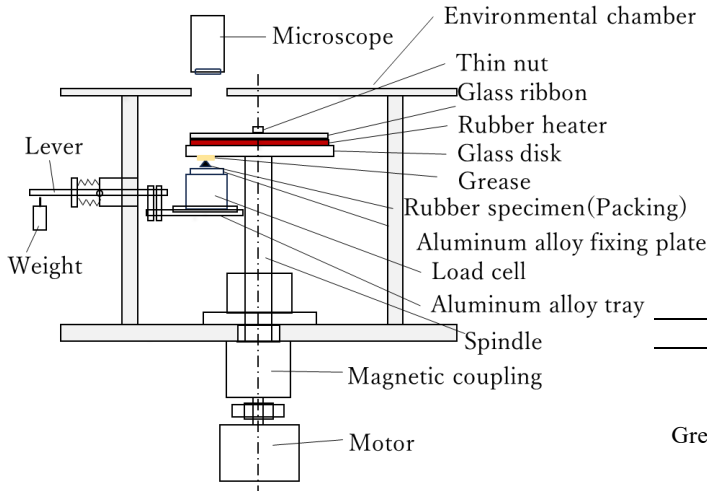 Environmental chamber
Microscope
Thin nut
Glass ribbon
Rubber heater
Lever
Glass disk
Grease
Rubber specimen(Packing)
Aluminum alloy fixing plate
Weight
Load cell
Aluminum alloy tray
Spindle
Magnetic coupling
Gre
Motor